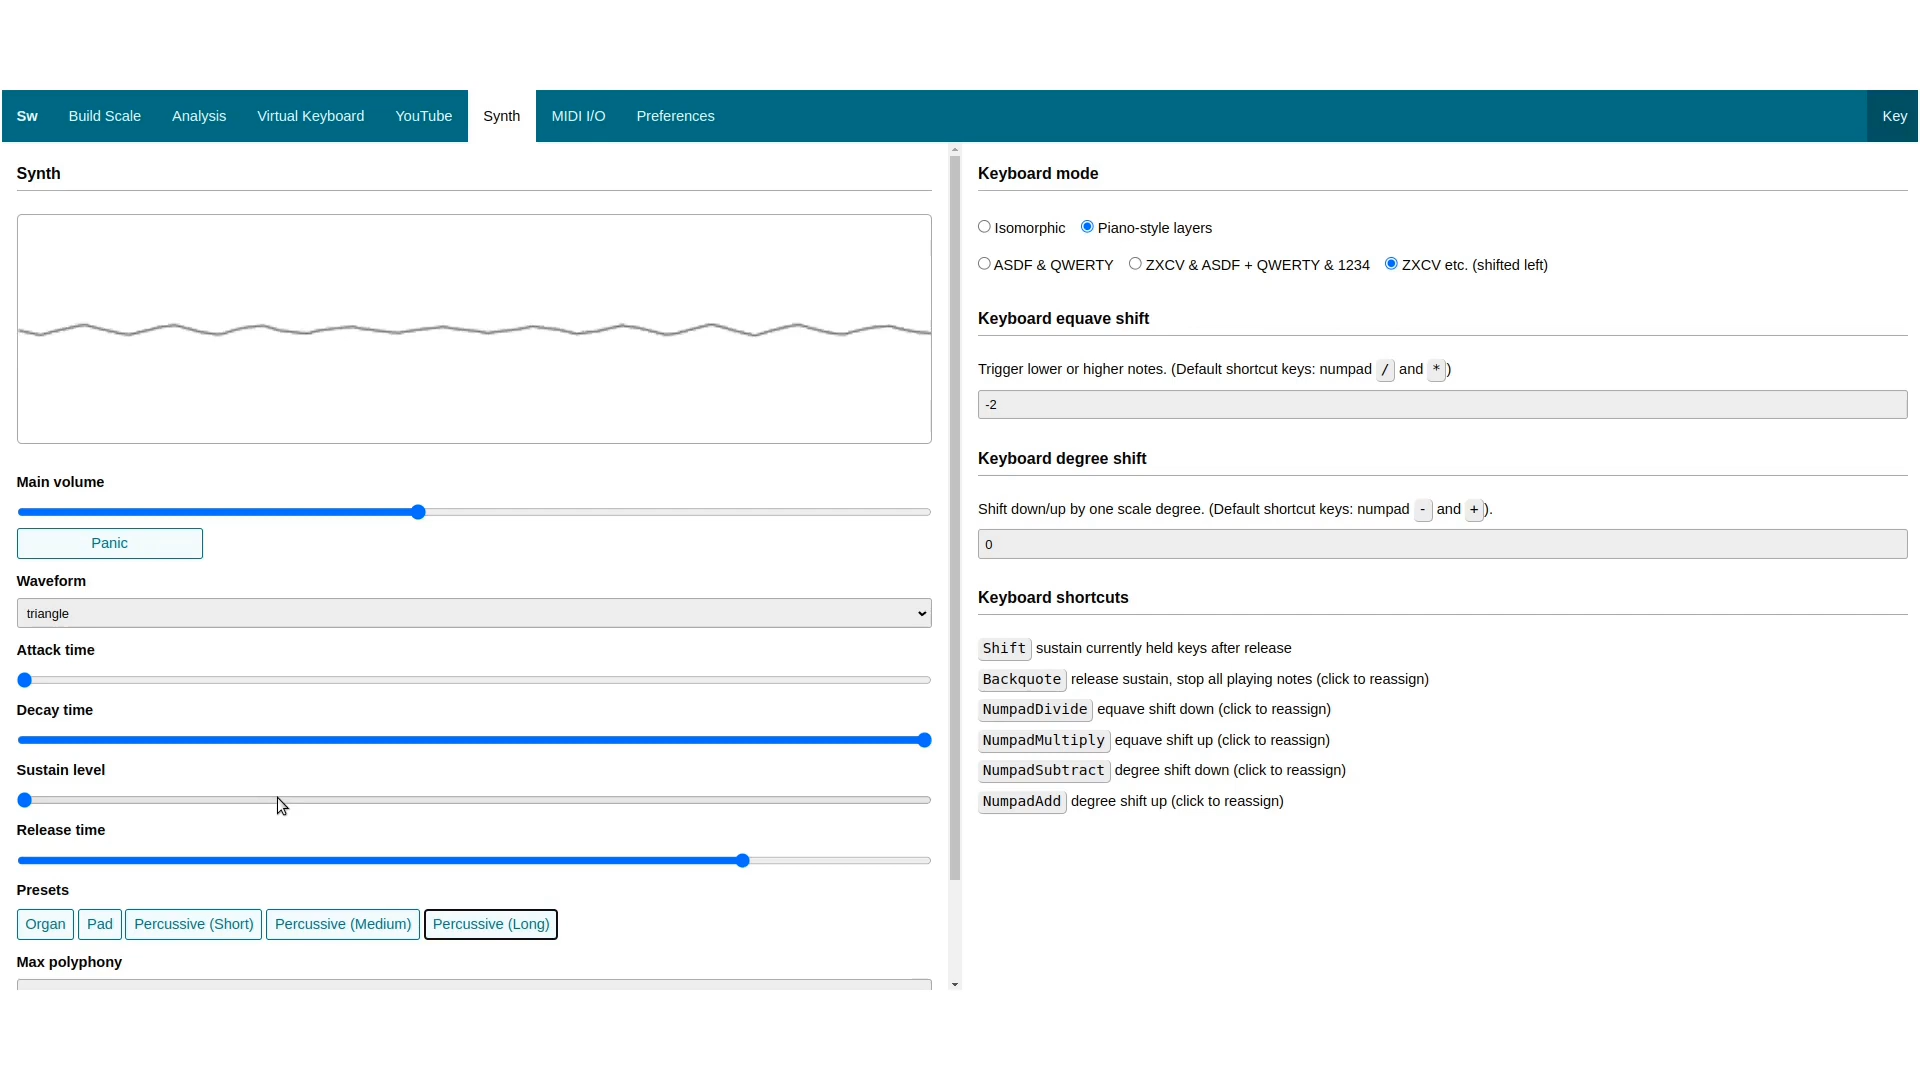 Sw Build Scale Analysis Virtual Keyboard YouTube Synth MIDI I/O Preferences Key
Synth
Main volume
Panic
Waveform
triangle
Attack time
Decay time
Sustain level
Release time
Presets
Organ Pad Percussive (Short) Percussive (Medium) Percussive (Long)
Max polyphony
Keyboard mode
Isomorphic Piano-style layers
ASDF & QWERTY ZXCV & ASDF + QWERTY & 1234 ZXCV etc. (shifted left)
Keyboard equave shift
Trigger lower or higher notes. (Default shortcut keys: numpad / and *)
-2
Keyboard degree shift
Shift down/up by one scale degree. (Default shortcut keys: numpad - and +).
0
Keyboard shortcuts
Shift sustain currently held keys after release
Backquote release sustain, stop all playing notes (click to reassign)
NumpadDivide equave shift down (click to reassign)
NumpadMultiply equave shift up (click to reassign)
NumpadSubtract degree shift down (click to reassign)
NumpadAdd degree shift up (click to reassign)